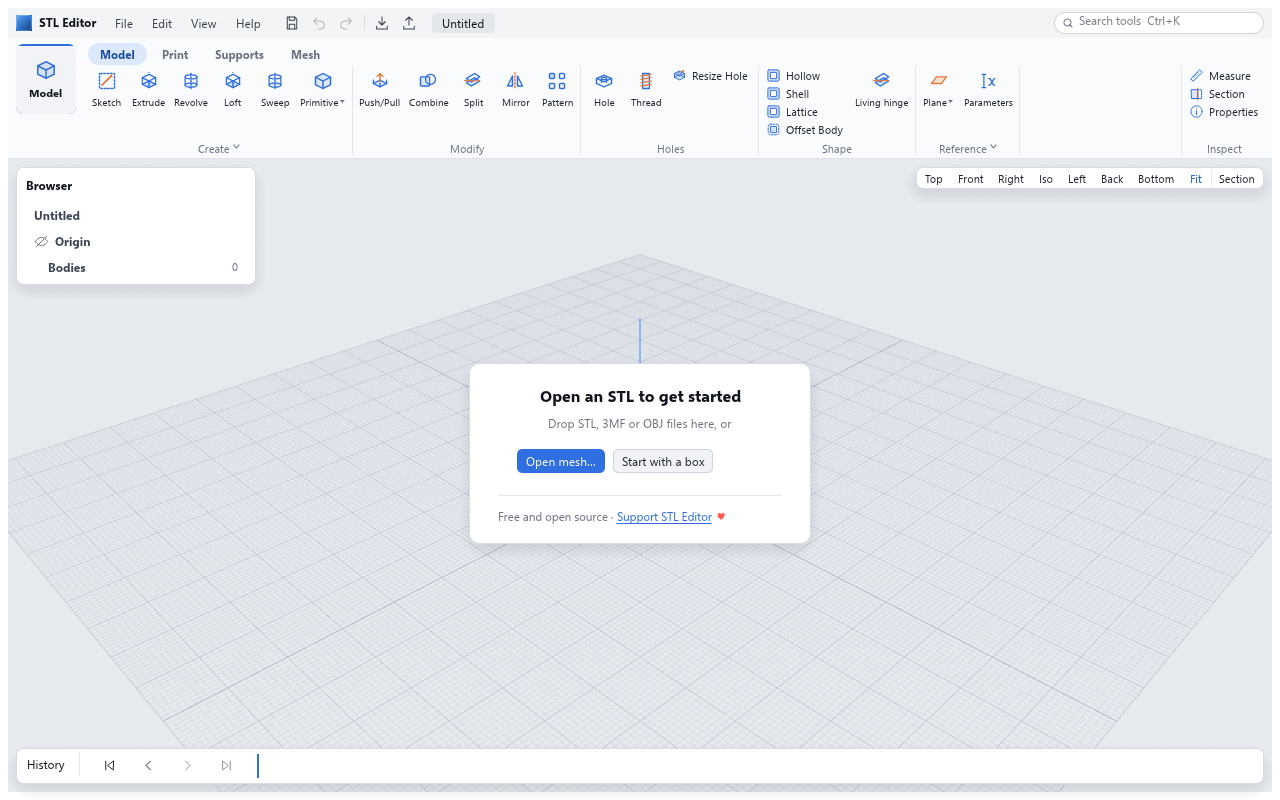 STL Editor File Edit View Help Untitled Search tools Ctrl+K
Model
Model Print Supports Mesh
Sketch Extrude Revolve Loft Sweep Primitive
Create
Push/Pull Combine Split Mirror Pattern
Modify
Hole Thread Resize Hole
Holes
Hollow
Shell
Lattice
Offset Body
Living hinge
Shape
Plane Parameters
Reference
Measure
Section
Properties
Inspect
Browser
Untitled
Origin
Bodies 0
Top Front Right Iso Left Back Bottom Fit Section
Open an STL to get started
Drop STL, 3MF or OBJ files here, or
Open mesh... Start with a box
Free and open source · Support STL Editor
History